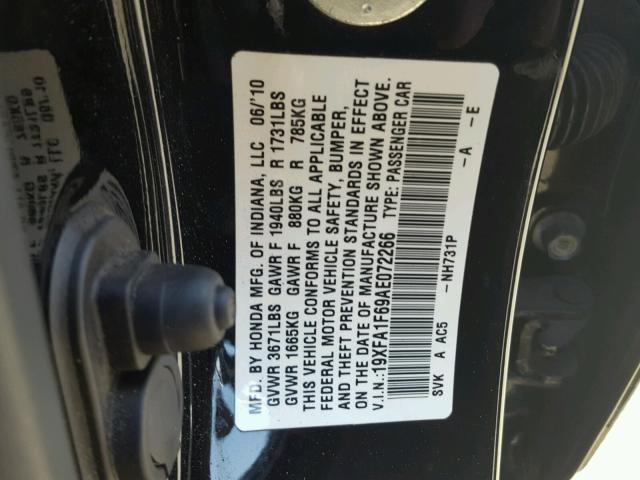 MFD. BY HONDA MFG. OF INDIANA, LLC 06/'10
GVWR 3671LBS GAWR F 1940LBS R 1731LBS
GVWR 1665KG GAWR F 880KG R 785KG
THIS VEHICLE CONFORMS TO ALL APPLICABLE
FEDERAL MOTOR VEHICLE SAFETY, BUMPER,
AND THEFT PREVENTION STANDARDS IN EFFECT
ON THE DATE OF MANUFACTURE SHOWN ABOVE.
V.I.N.:19XFA1F69AE072266 TYPE: PASSENGER CAR
SVK A AC5 -NH731P -A -E